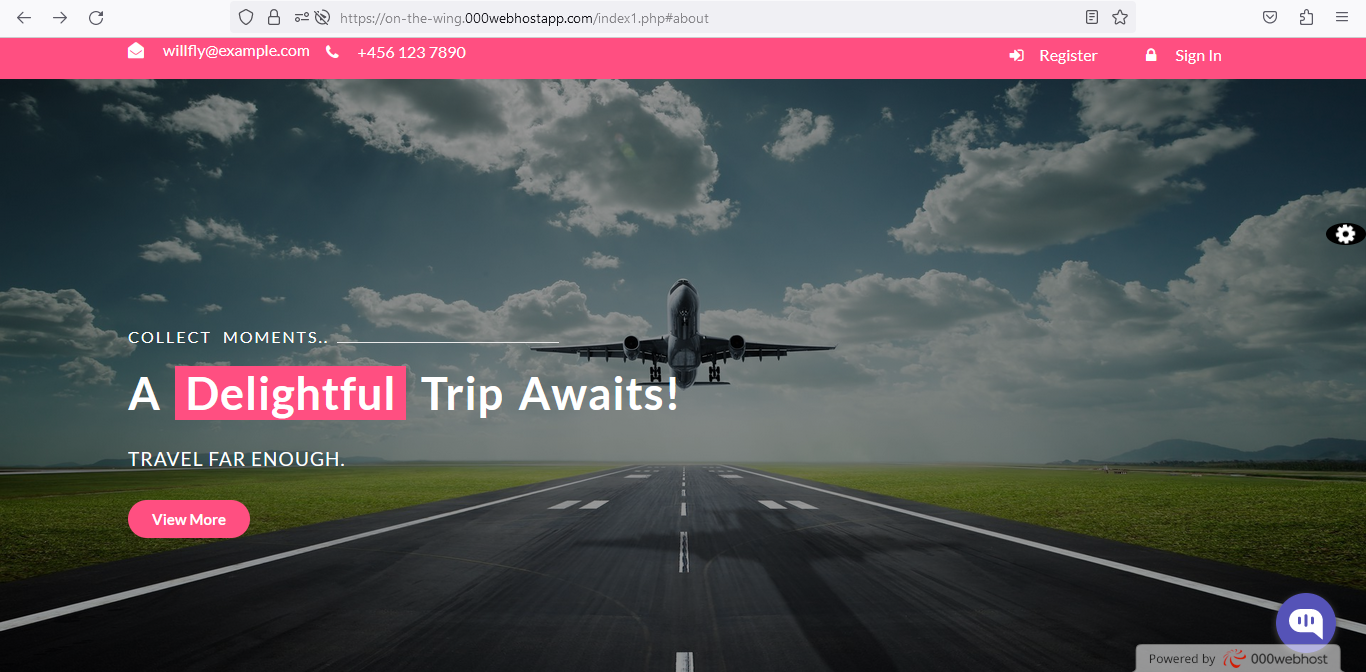 https://on-the-wing.000webhostapp.com/index1.php#about
willfly@example.com +456 123 7890 Register Sign In
COLLECT MOMENTS..
A Delightful Trip Awaits!
TRAVEL FAR ENOUGH.
View More
Powered by 000webhost